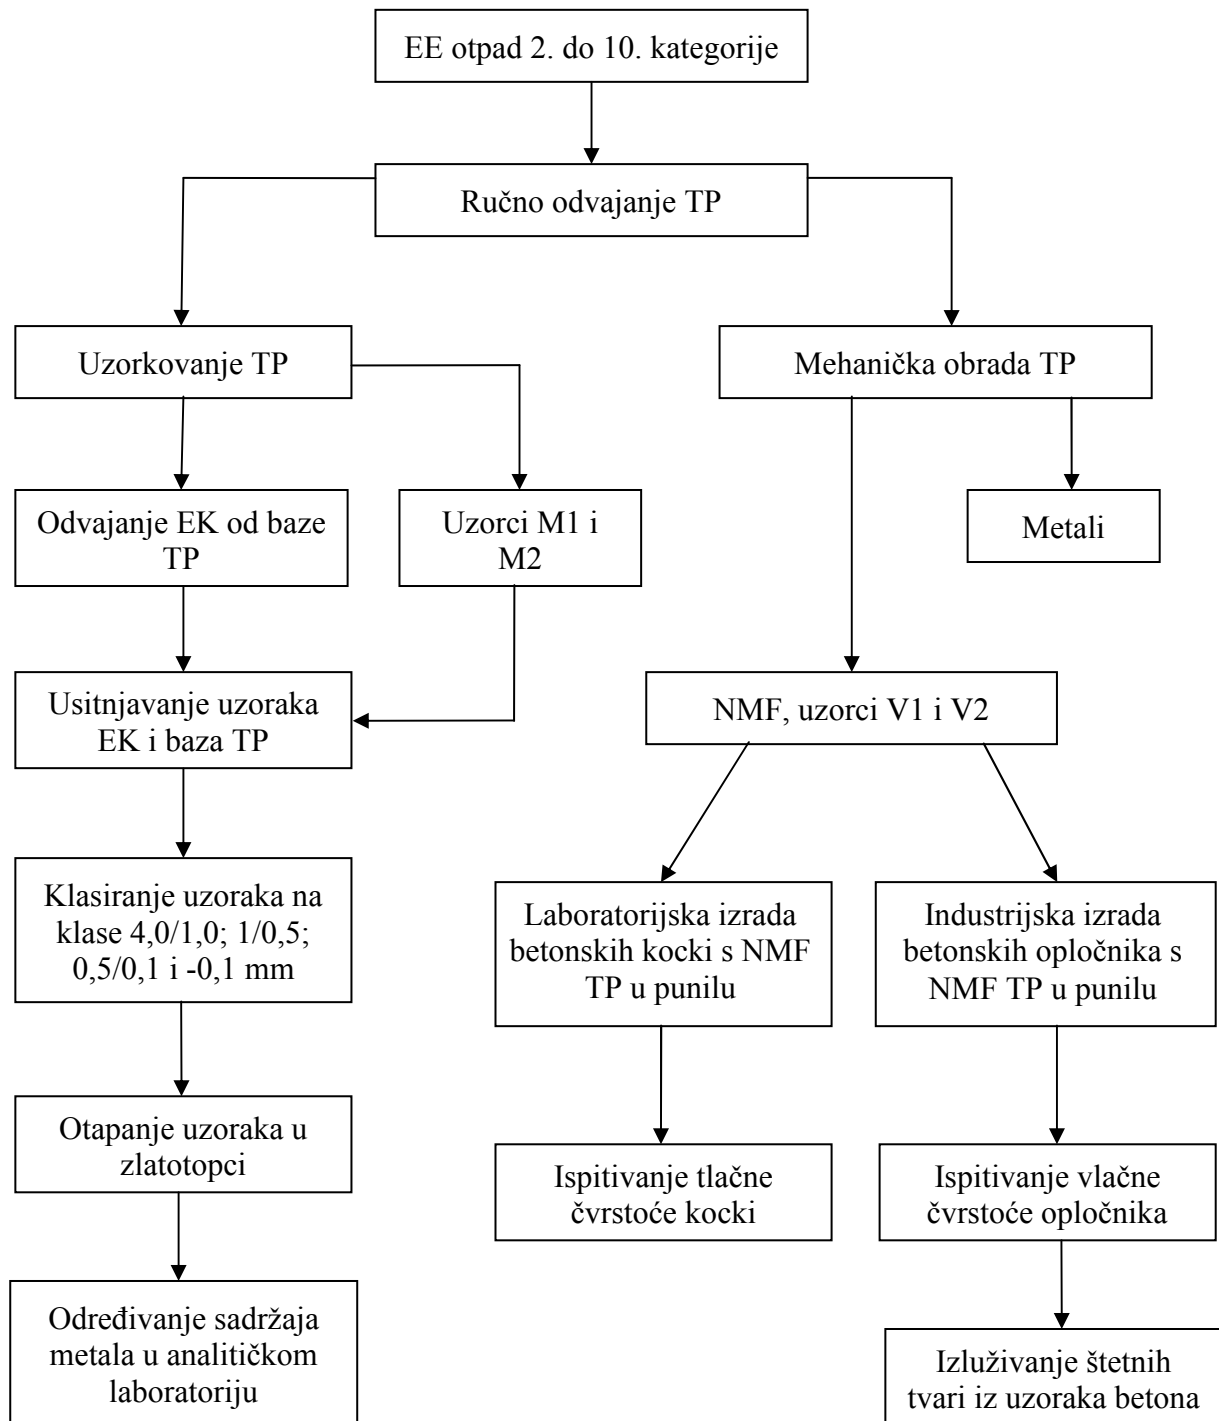 EE otpad 2. do 10. kategorije
Ručno odvajanje TP
Uzorkovanje TP
Mehanička obrada TP
Odvajanje EK od baze
TP
Uzorci M1 i
M2
Metali
Usitnjavanje uzoraka
EK i baza TP
NMF, uzorci V1 i V2
Klasiranje uzoraka na
klase 4,0/1,0; 1/0,5;
0,5/0,1 i -0,1 mm
Laboratorijska izrada
betonskih kocki s NMF
TP u punilu
Industrijska izrada
betonskih opločnika s
NMF TP u punilu
Otapanje uzoraka u
zlatotopci
Ispitivanje tlačne
čvrstoće kocki
Ispitivanje vlačne
čvrstoće opločnika
Određivanje sadržaja
metala u analitičkom
laboratoriju
Izluživanje štetnih
tvari iz uzoraka betona